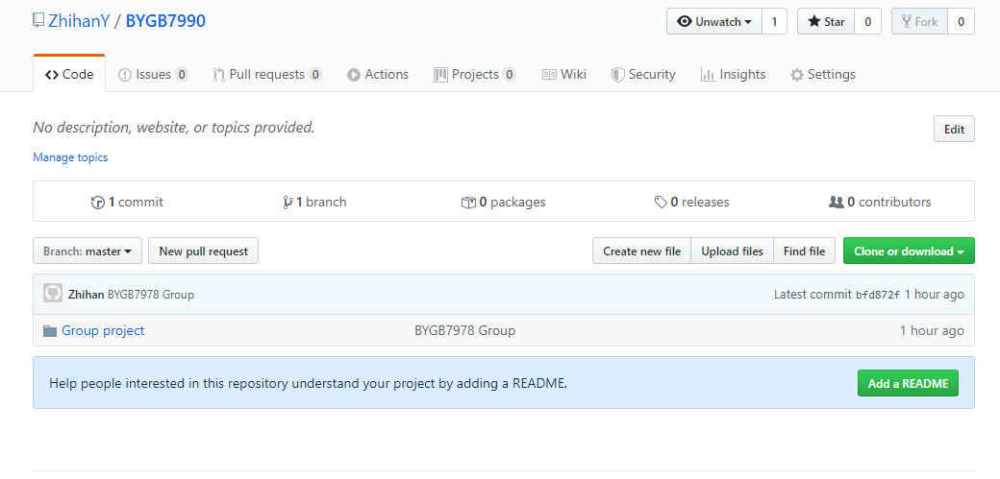 ZhihanY / BYGB7990 Unwatch 1 Star 0 Fork 0
Code Issues 0 Pull requests 0 Actions Projects 0 Wiki Security Insights Settings
No description, website, or topics provided. Edit
Manage topics
1 commit 1 branch 0 packages 0 releases 0 contributors
Branch: master New pull request Create new file Upload files Find file Clone or download
Zhihan BYGB7978 Group Latest commit bfd872f 1 hour ago
Group project BYGB7978 Group 1 hour ago
Help people interested in this repository understand your project by adding a README. Add a README